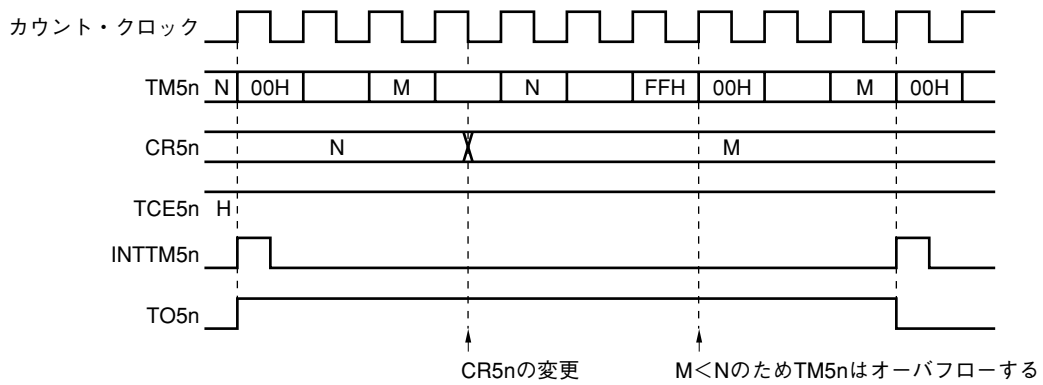 カウント・クロック
TM5n N 00H M N FFH 00H M 00H
CR5n N M
TCE5n H
INTTM5n
TO5n
CR5nの変更 M＜NのためTM5nはオーバフローする